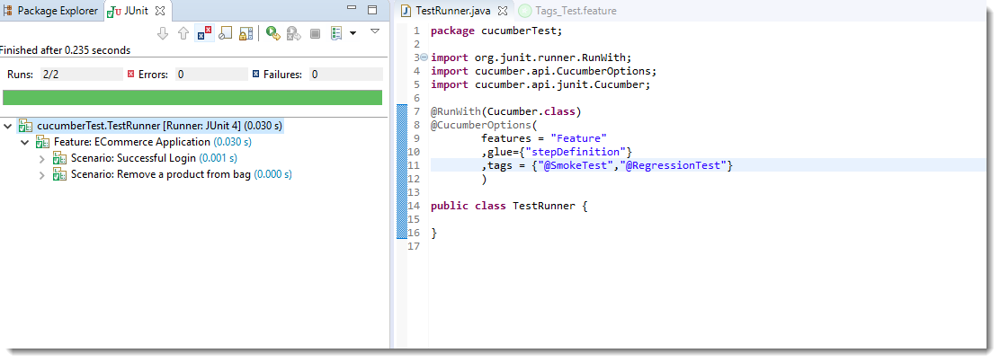 Package Explorer JUnit
Finished after 0.235 seconds
Runs: 2/2 Errors: 0 Failures: 0
cucumberTest.TestRunner [Runner: JUnit 4] (0.030 s)
Feature: ECommerce Application (0.030 s)
Scenario: Successful Login (0.001 s)
Scenario: Remove a product from bag (0.000 s)
TestRunner.java Tags_Test.feature
1 package cucumberTest;
2
3 import org.junit.runner.RunWith;
4 import cucumber.api.CucumberOptions;
5 import cucumber.api.junit.Cucumber;
6
7 @RunWith(Cucumber.class)
8 @CucumberOptions(
9 features = "Feature"
10 ,glue={"stepDefinition"}
11 ,tags = {"@SmokeTest","@RegressionTest"}
12 )
13
14 public class TestRunner {
15
16 }
17